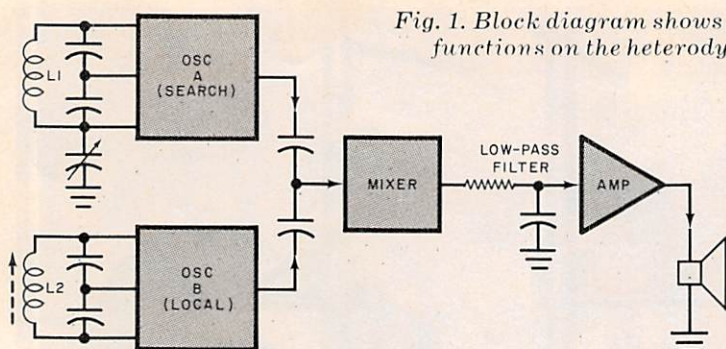 Fig. 1. Block diagram shows
functions on the heterody
L1
OSC
A
(SEARCH)
LOW-PASS
FILTER
MIXER
AMP
L2
OSC
B
(LOCAL)